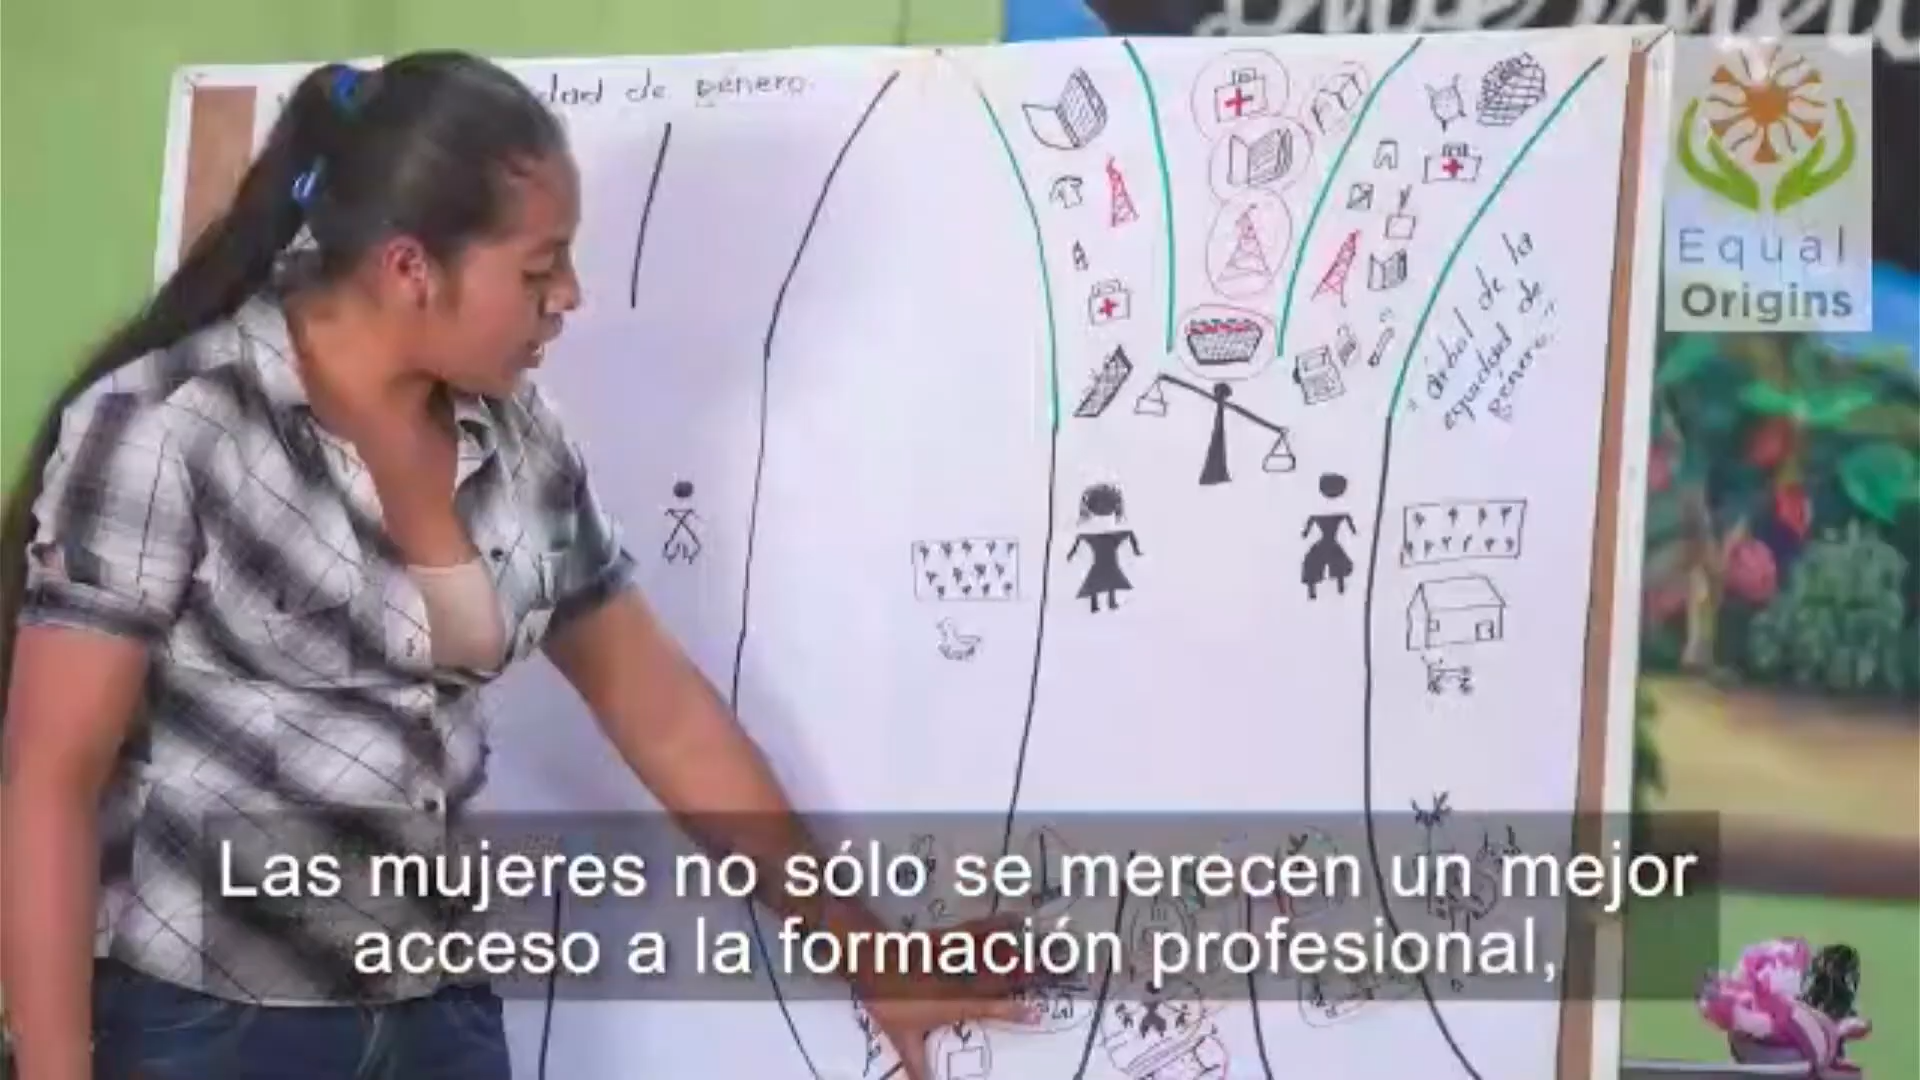 dad de género.
Equal
Origins
"árbol de la
equidad de
género."
Las mujeres no sólo se merecen un mejor
acceso a la formación profesional,